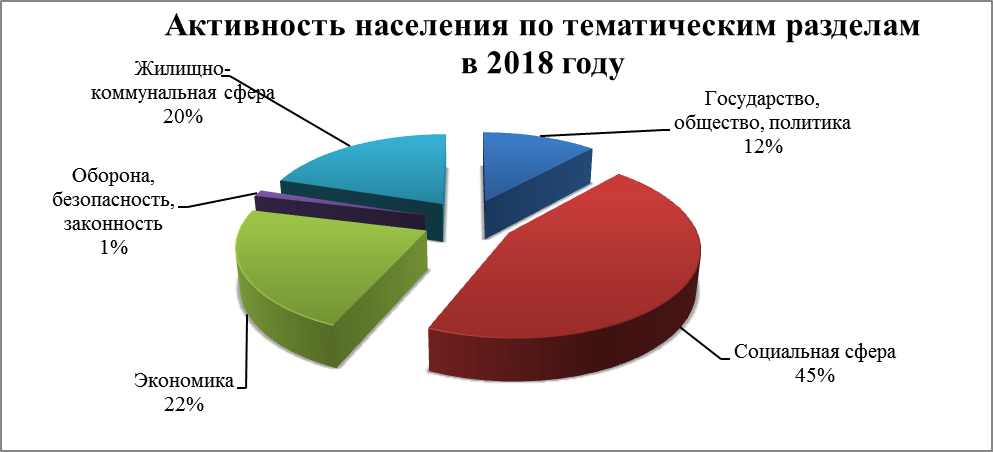 Активность населения по тематическим разделам
в 2018 году
Жилищно-
коммунальная сфера
20%
Государство,
общество, политика
12%
Оборона,
безопасность,
законность
1%
Социальная сфера
45%
Экономика
22%